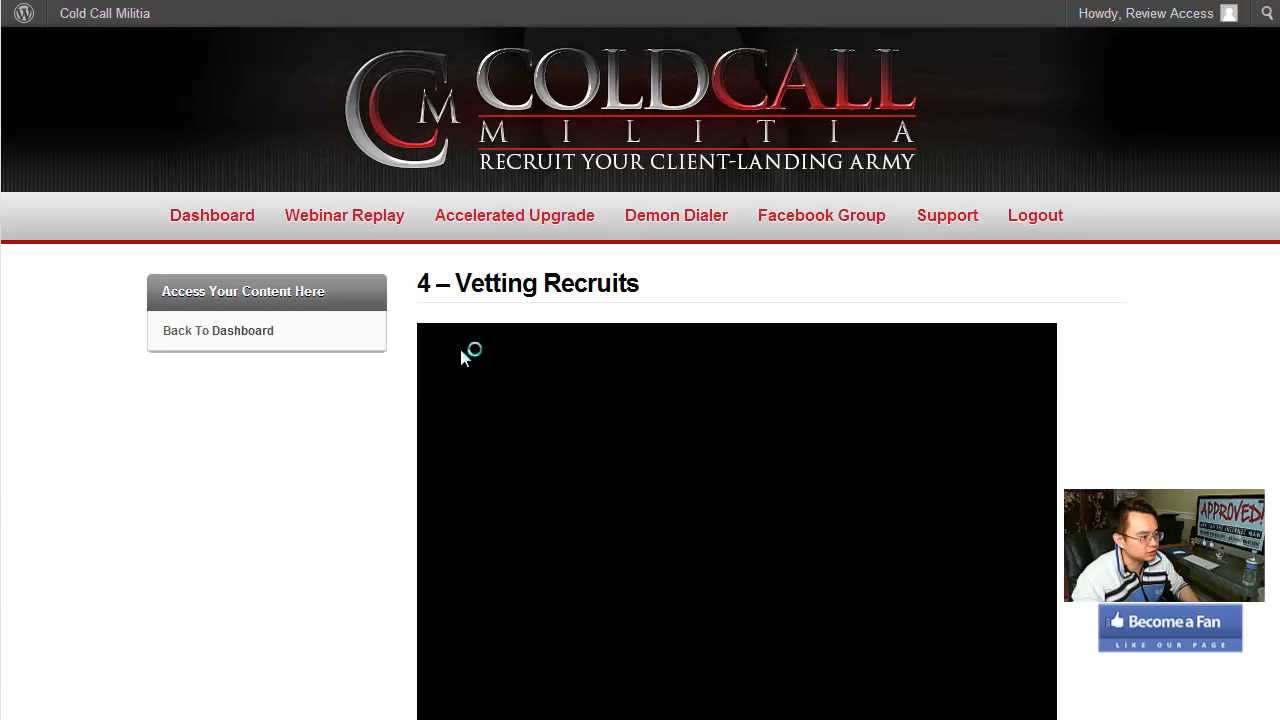 Cold Call Militia
Howdy, Review Access
CCM
COLDCALL
MILITIA
RECRUIT YOUR CLIENT-LANDING ARMY
Dashboard
Webinar Replay
Accelerated Upgrade
Demon Dialer
Facebook Group
Support
Logout
Access Your Content Here
Back To Dashboard
4 – Vetting Recruits
APPROVED!
Become a Fan
LIKE OUR PAGE